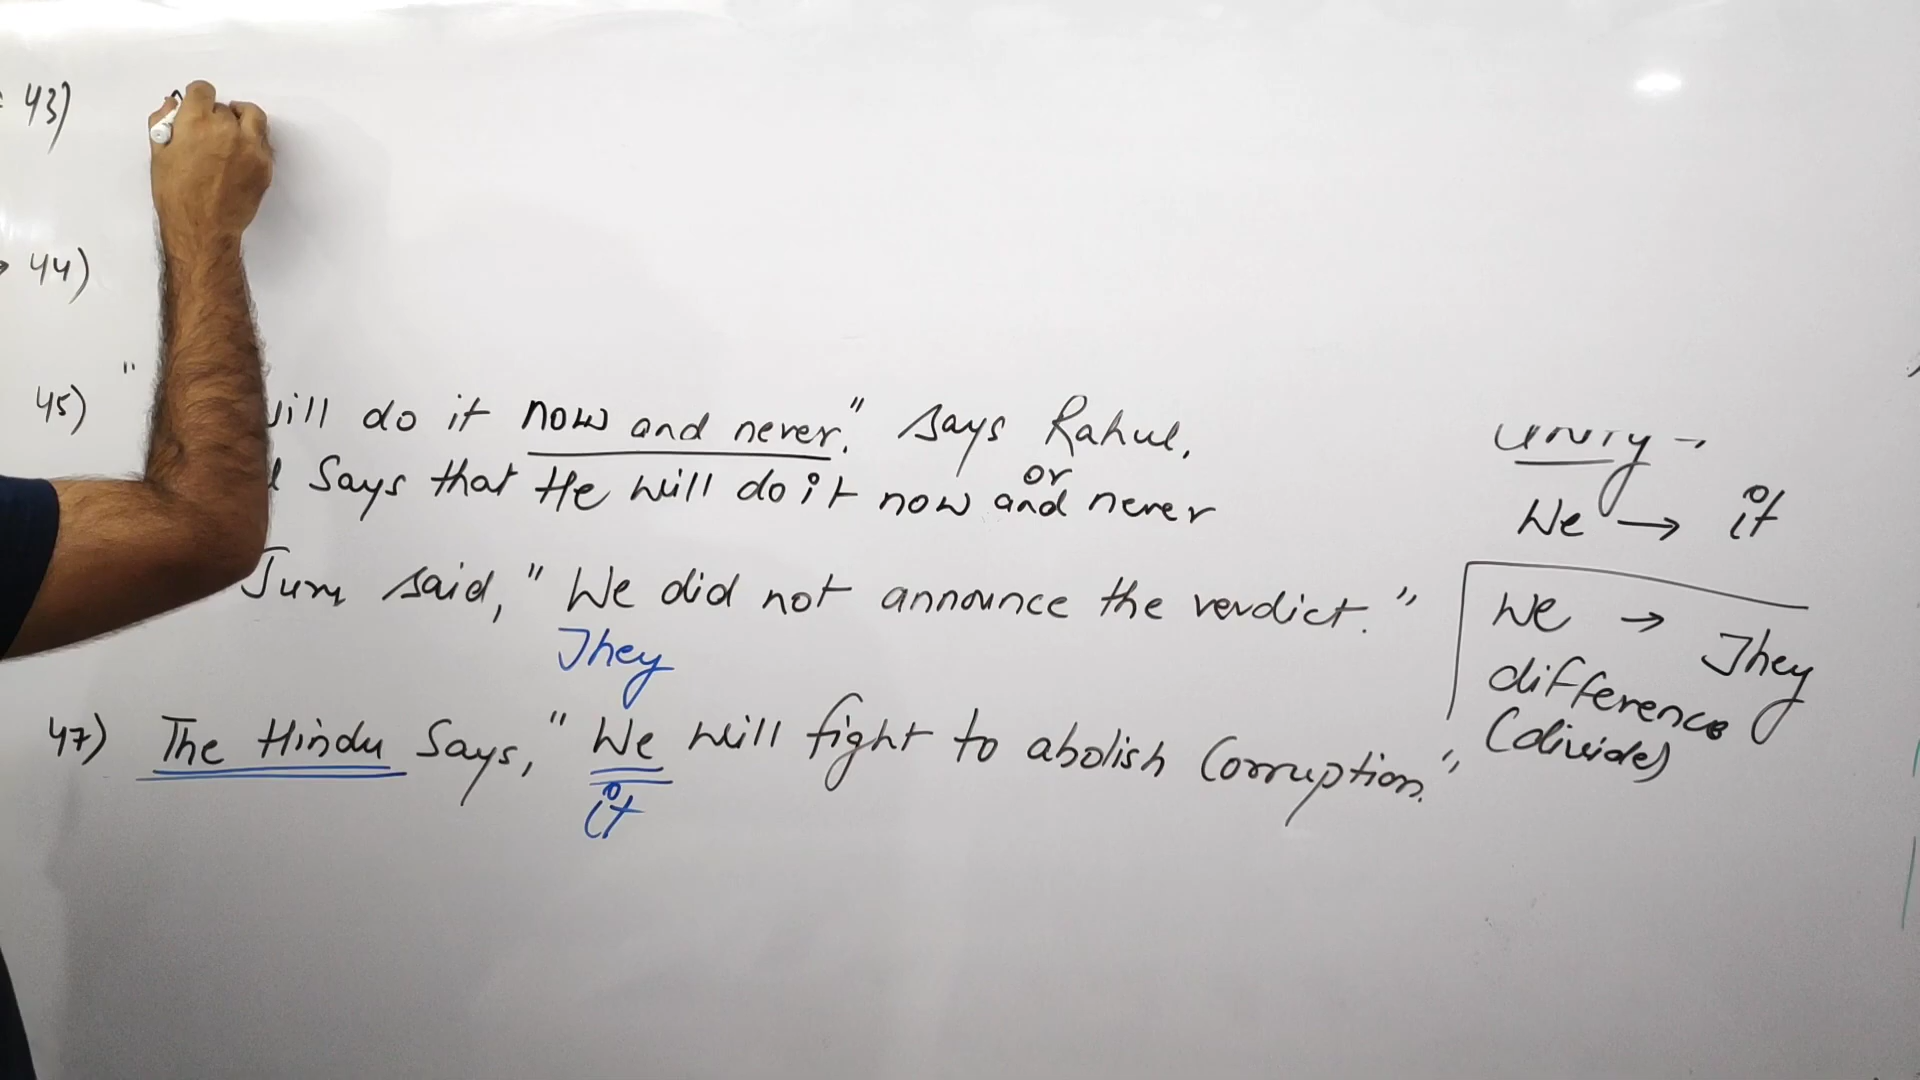 43)
44)
45) " will do it now and never." says Rahul.
says that He will do it now and never
or
Jury said, " We did not announce the verdict. "
They
47) The Hindu Says, " We will fight to abolish Corruption."
it
unity →
We → it
We → They
difference
(divide)